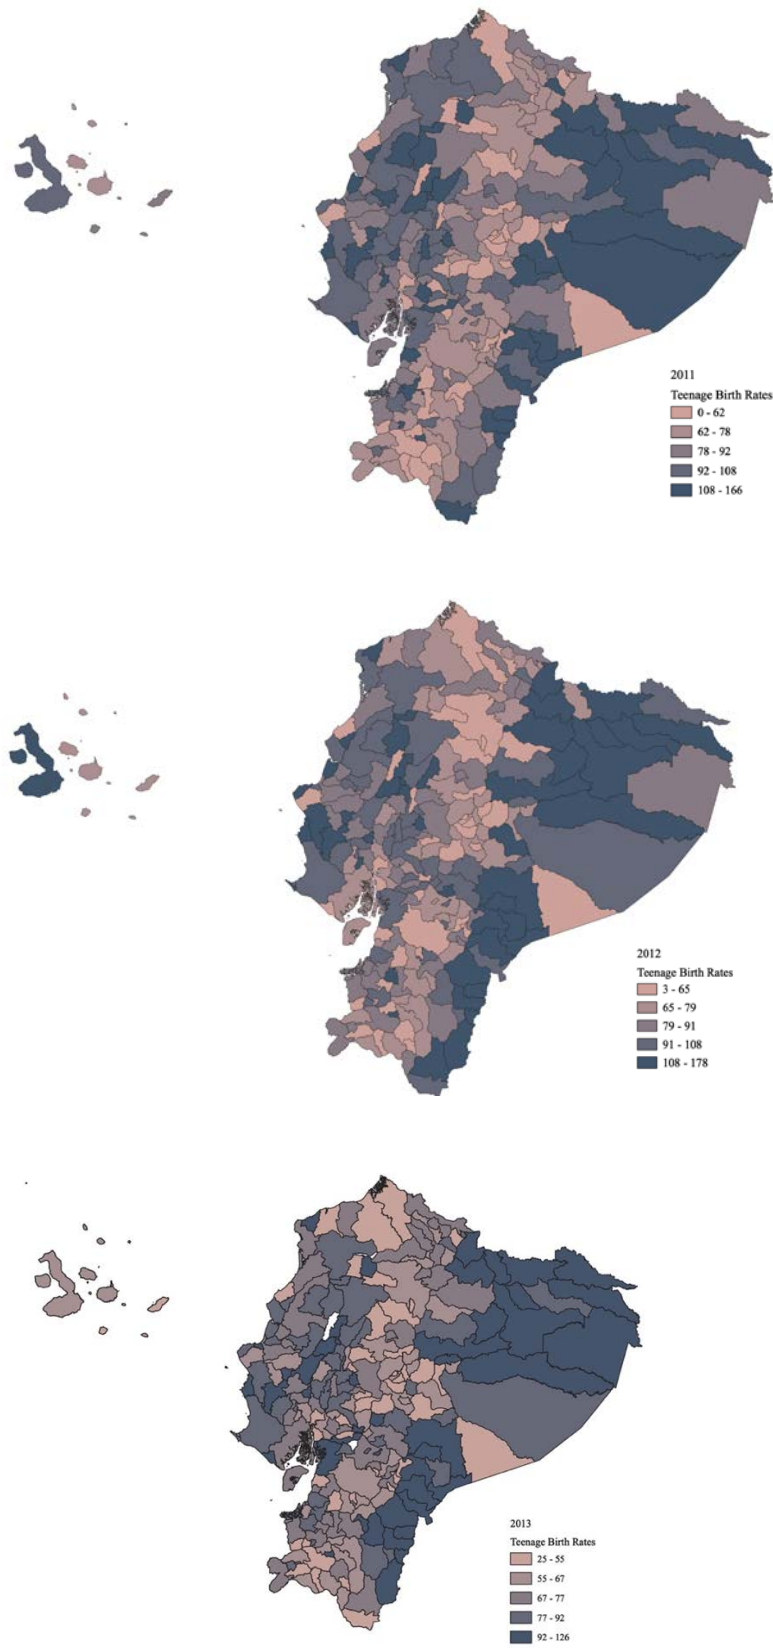 2011
Teenage Birth Rates
0 - 62
62 - 78
78 - 92
92 - 108
108 - 166
2012
Teenage Birth Rates
3 - 65
65 - 79
79 - 91
91 - 108
108 - 178
2013
Teenage Birth Rates
25 - 55
55 - 67
67 - 77
77 - 92
92 - 126